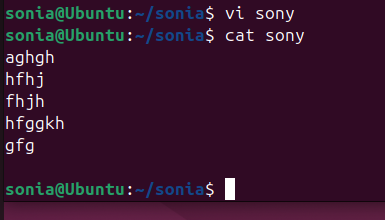 sonia@Ubuntu:~/sonia$ vi sony
sonia@Ubuntu:~/sonia$ cat sony
aghgh
hfhj
fhjh
hfggkh
gfg
sonia@Ubuntu:~/sonia$